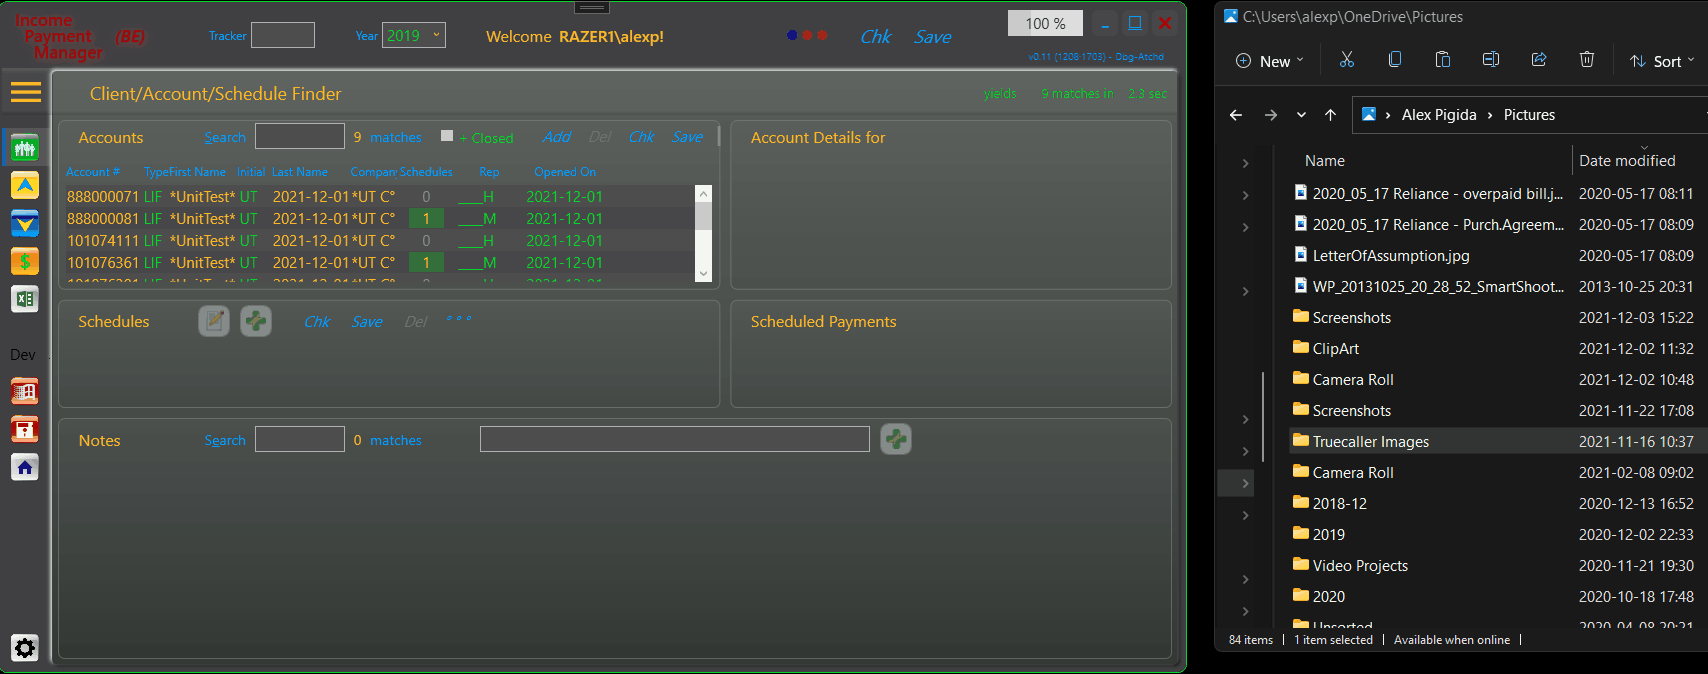 Income
Payment (BE)
Manager
Tracker
Year 2019
Welcome RAZER1\alexp!
Chk Save
100 %
v0.11 (1208-1703) - Dbg-Atchd
Client/Account/Schedule Finder
yields 9 matches in 2.3 sec
Accounts Search 9 matches + Closed Add Del Chk Save
Account # Type First Name Initial Last Name Company Schedules Rep Opened On
888000071 LIF *UnitTest* UT 2021-12-01 *UT C° 0 ___H 2021-12-01
888000081 LIF *UnitTest* UT 2021-12-01 *UT C° 1 ___M 2021-12-01
101074111 LIF *UnitTest* UT 2021-12-01 *UT C° 0 ___H 2021-12-01
101076361 LIF *UnitTest* UT 2021-12-01 *UT C° 1 ___M 2021-12-01
Account Details for
Schedules Chk Save Del
Scheduled Payments
Notes Search 0 matches
Dev
C:\Users\alexp\OneDrive\Pictures
New Sort
Alex Pigida › Pictures
Name Date modified
2020_05_17 Reliance - overpaid bill.j... 2020-05-17 08:11
2020_05_17 Reliance - Purch.Agreem... 2020-05-17 08:09
LetterOfAssumption.jpg 2020-05-17 08:09
WP_20131025_20_28_52_SmartShoot... 2013-10-25 20:31
Screenshots 2021-12-03 15:22
ClipArt 2021-12-02 11:32
Camera Roll 2021-12-02 10:48
Screenshots 2021-11-22 17:08
Truecaller Images 2021-11-16 10:37
Camera Roll 2021-02-08 09:02
2018-12 2020-12-13 16:52
2019 2020-12-02 22:33
Video Projects 2020-11-21 19:30
2020 2020-10-18 17:48
Unsorted 2020-04-08 20:21
84 items 1 item selected Available when online